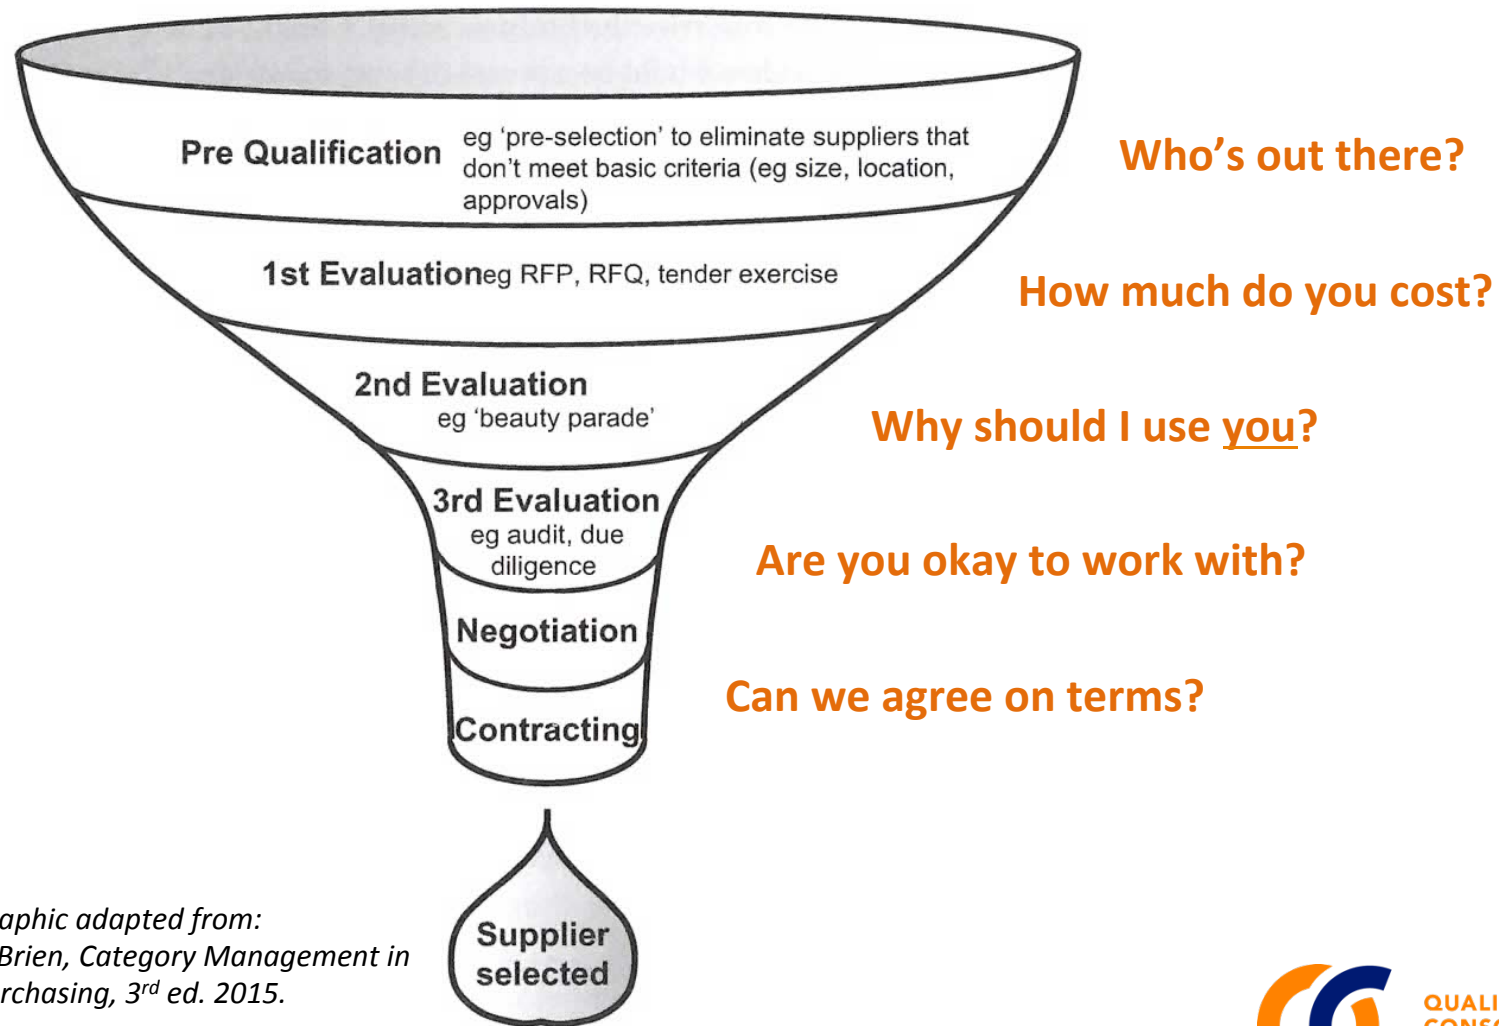 Pre Qualification
eg 'pre-selection' to eliminate suppliers that
don't meet basic criteria (eg size, location,
approvals)
Who's out there?
1st Evaluation eg RFP, RFQ, tender exercise
How much do you cost?
2nd Evaluation
eg 'beauty parade'
Why should I use you?
3rd Evaluation
eg audit, due
diligence
Are you okay to work with?
Negotiation
Can we agree on terms?
Contracting
Supplier
selected
aphic adapted from:
Brien, Category Management in
rchasing, 3rd ed. 2015.
QUALI